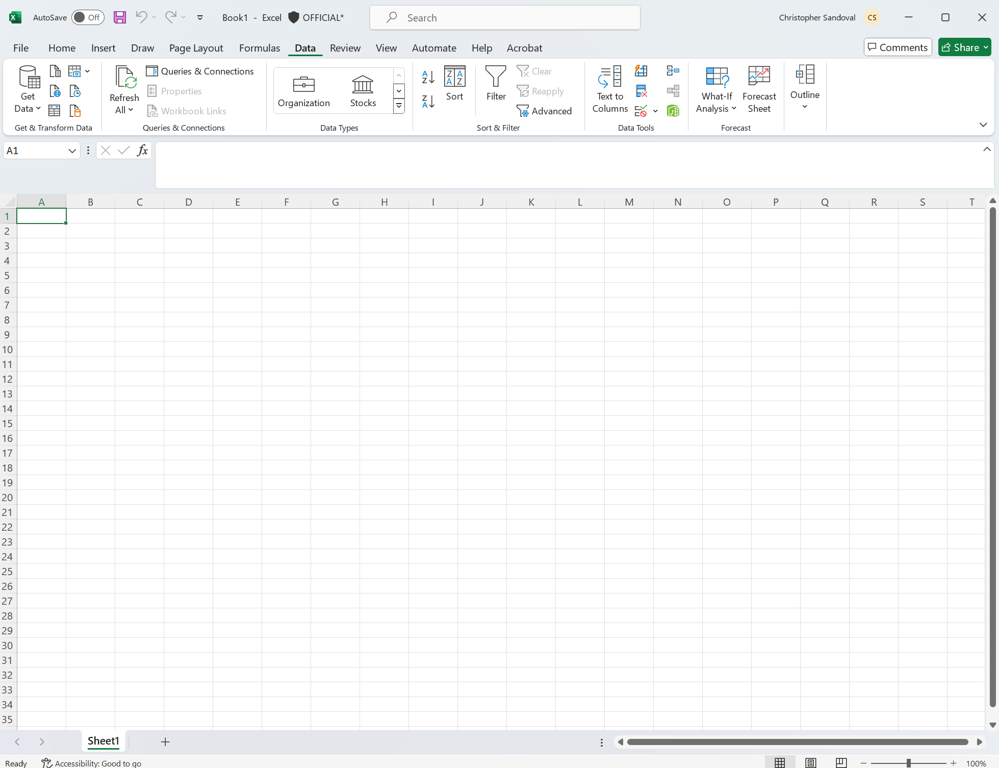 AutoSave Off Book1 - Excel OFFICIAL* Search Christopher Sandoval CS
File Home Insert Draw Page Layout Formulas Data Review View Automate Help Acrobat Comments Share
Get Data
Get & Transform Data
Refresh All
Queries & Connections
Properties
Workbook Links
Queries & Connections
Organization Stocks
Data Types
Sort
Filter
Clear
Reapply
Advanced
Sort & Filter
Text to Columns
Data Tools
What-If Analysis
Forecast Sheet
Forecast
Outline
A1 fx
A B C D E F G H I J K L M N O P Q R S T
1
2
3
4
5
6
7
8
9
10
11
12
13
14
15
16
17
18
19
20
21
22
23
24
25
26
27
28
29
30
31
32
33
34
35
Sheet1
Ready Accessibility: Good to go 100%